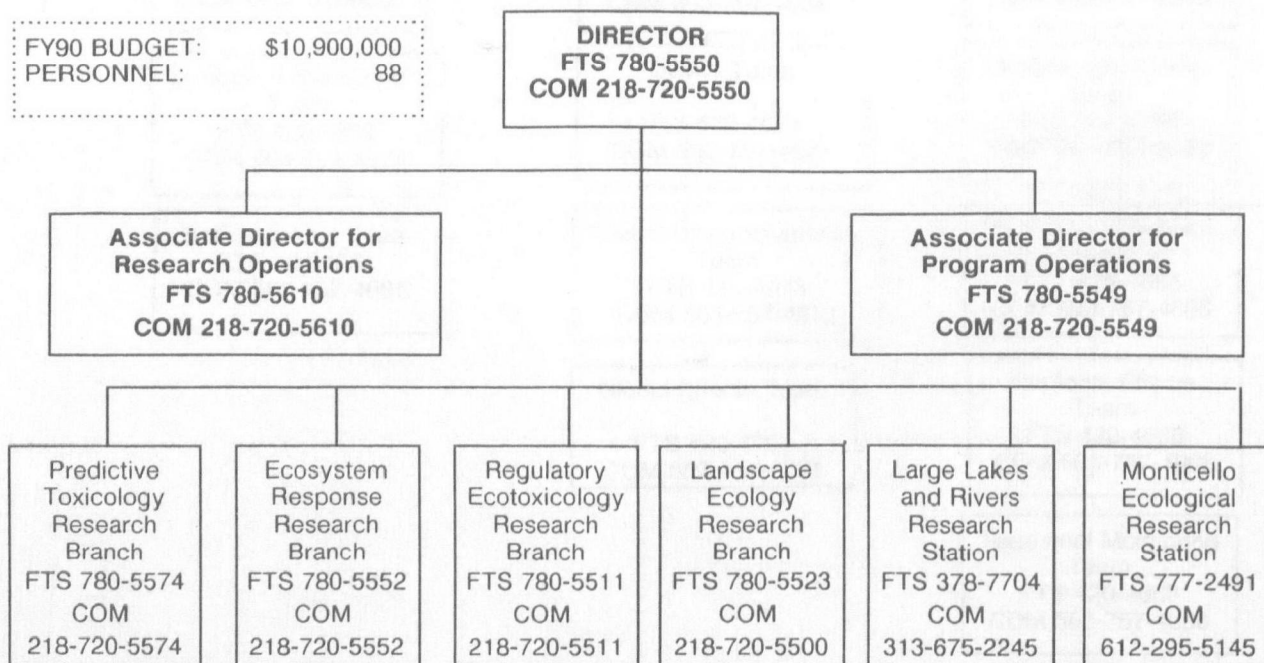 FY90 BUDGET: $10,900,000
PERSONNEL: 88
DIRECTOR
FTS 780-5550
COM 218-720-5550
Associate Director for
Research Operations
FTS 780-5610
COM 218-720-5610
Associate Director for
Program Operations
FTS 780-5549
COM 218-720-5549
Predictive
Toxicology
Research
Branch
FTS 780-5574
COM
218-720-5574
Ecosystem
Response
Research
Branch
FTS 780-5552
COM
218-720-5552
Regulatory
Ecotoxicology
Research
Branch
FTS 780-5511
COM
218-720-5511
Landscape
Ecology
Research
Branch
FTS 780-5523
COM
218-720-5500
Large Lakes
and Rivers
Research
Station
FTS 378-7704
COM
313-675-2245
Monticello
Ecological
Research
Station
FTS 777-2491
COM
612-295-5145